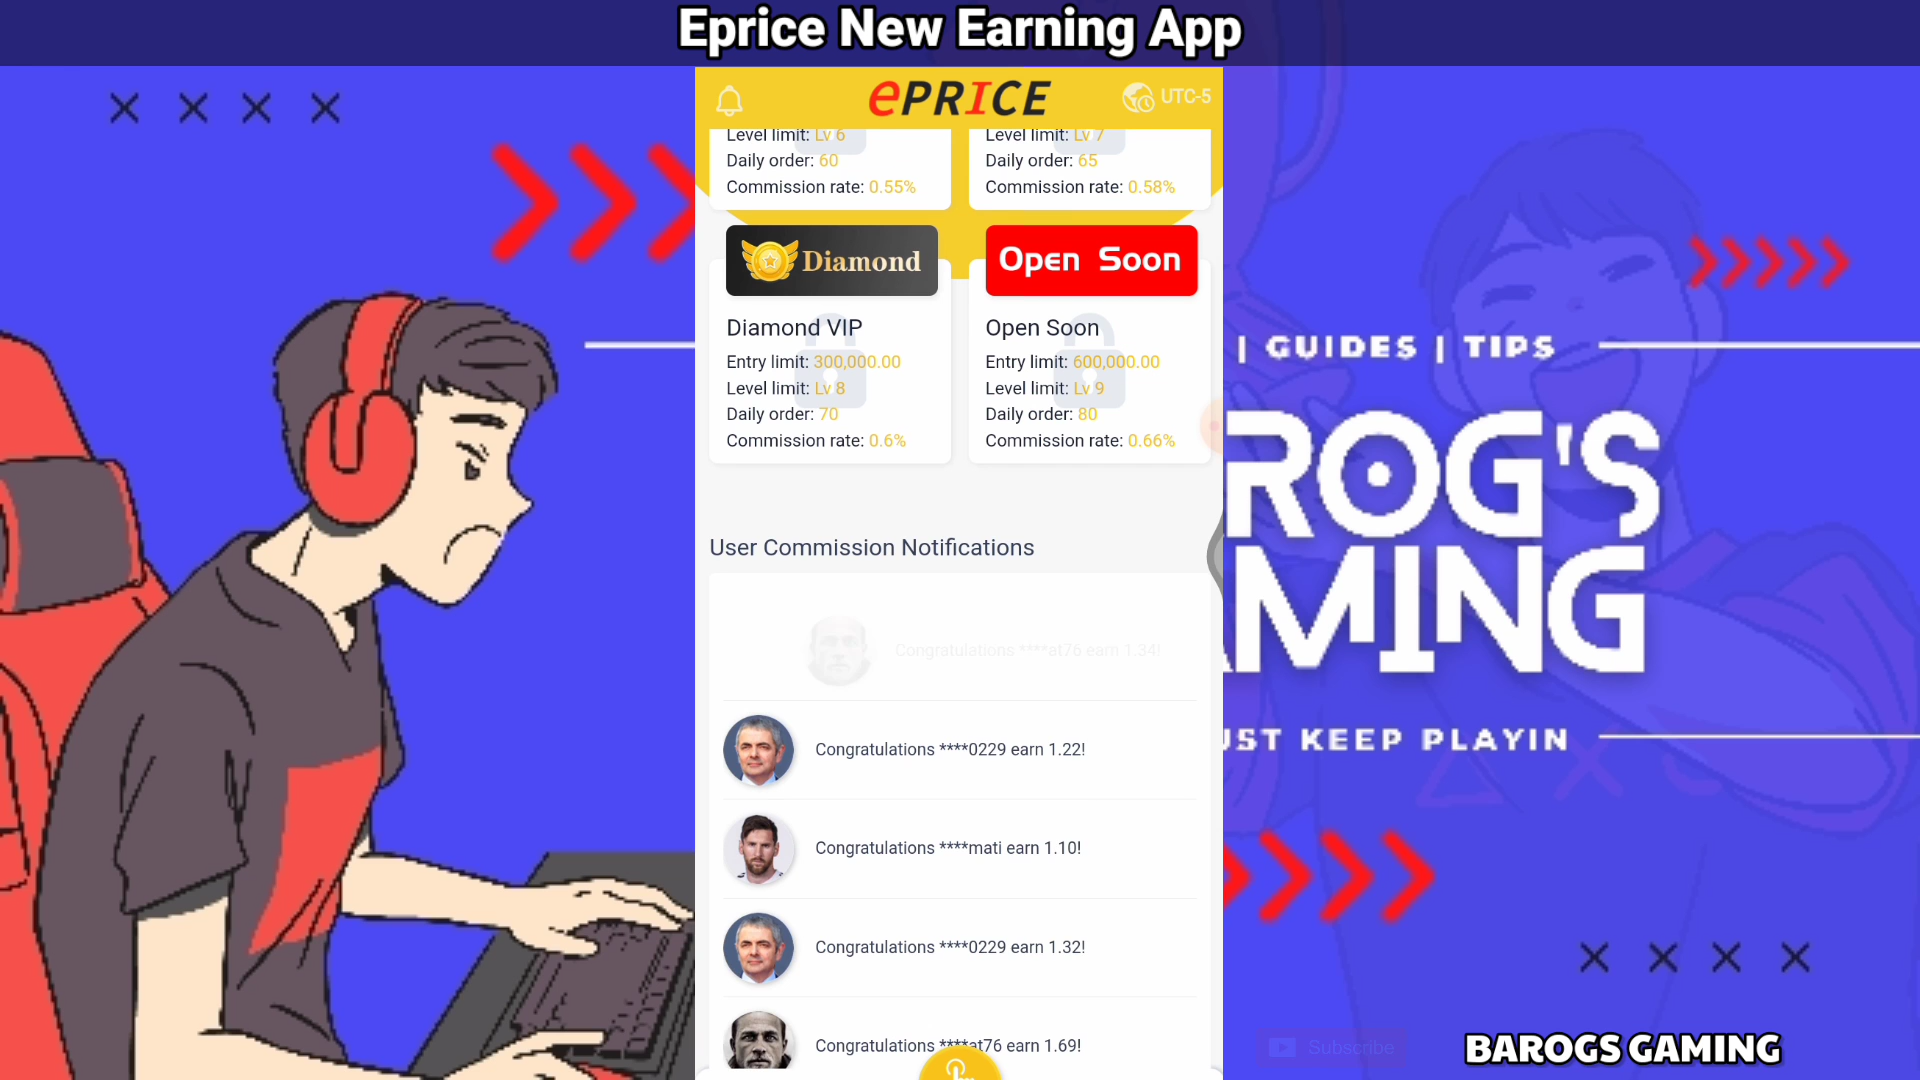 Eprice New Earning App
ePRICE
UTC-5
Level limit: Lv 6
Daily order: 60
Commission rate: 0.55%
Level limit: Lv 7
Daily order: 65
Commission rate: 0.58%
Diamond
Diamond VIP
Entry limit: 300,000.00
Level limit: Lv 8
Daily order: 70
Commission rate: 0.6%
Open Soon
Open Soon
Entry limit: 600,000.00
Level limit: Lv 9
Daily order: 80
Commission rate: 0.66%
User Commission Notifications
Congratulations ****at76 earn 1.34!
Congratulations ****0229 earn 1.22!
Congratulations ****mati earn 1.10!
Congratulations ****0229 earn 1.32!
Congratulations ****at76 earn 1.69!
| GUIDES | TIPS
ROG'S
AMING
UST KEEP PLAYIN
Subscribe
BAROGS GAMING